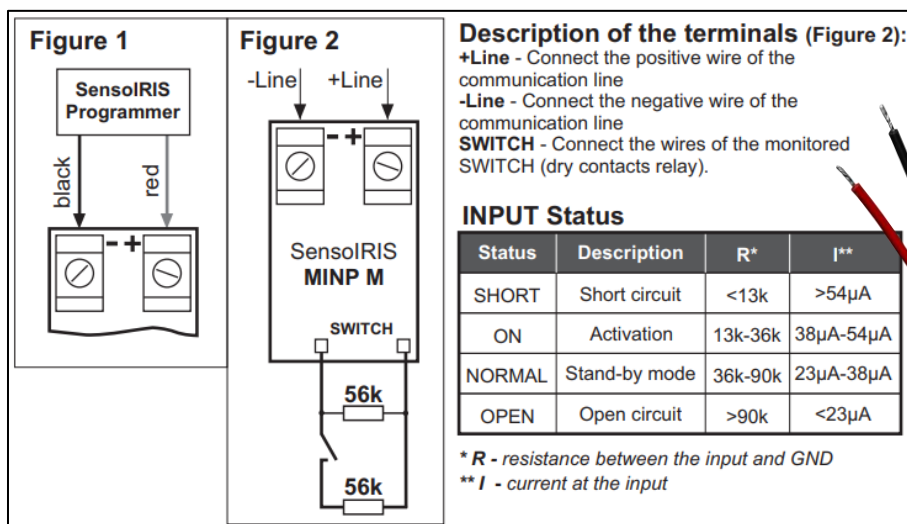 Figure 1
SensoIRIS
Programmer
black
red
- +
Figure 2
-Line +Line
- +
SensoIRIS
MINP M
SWITCH
56k
56k
Description of the terminals (Figure 2):
+Line - Connect the positive wire of the
communication line
-Line - Connect the negative wire of the
communication line
SWITCH - Connect the wires of the monitored
SWITCH (dry contacts relay).
INPUT Status
Status Description R* I**
SHORT Short circuit <13k >54µA
ON Activation 13k-36k 38µA-54µA
NORMAL Stand-by mode 36k-90k 23µA-38µA
OPEN Open circuit >90k <23µA
* R - resistance between the input and GND
** I - current at the input